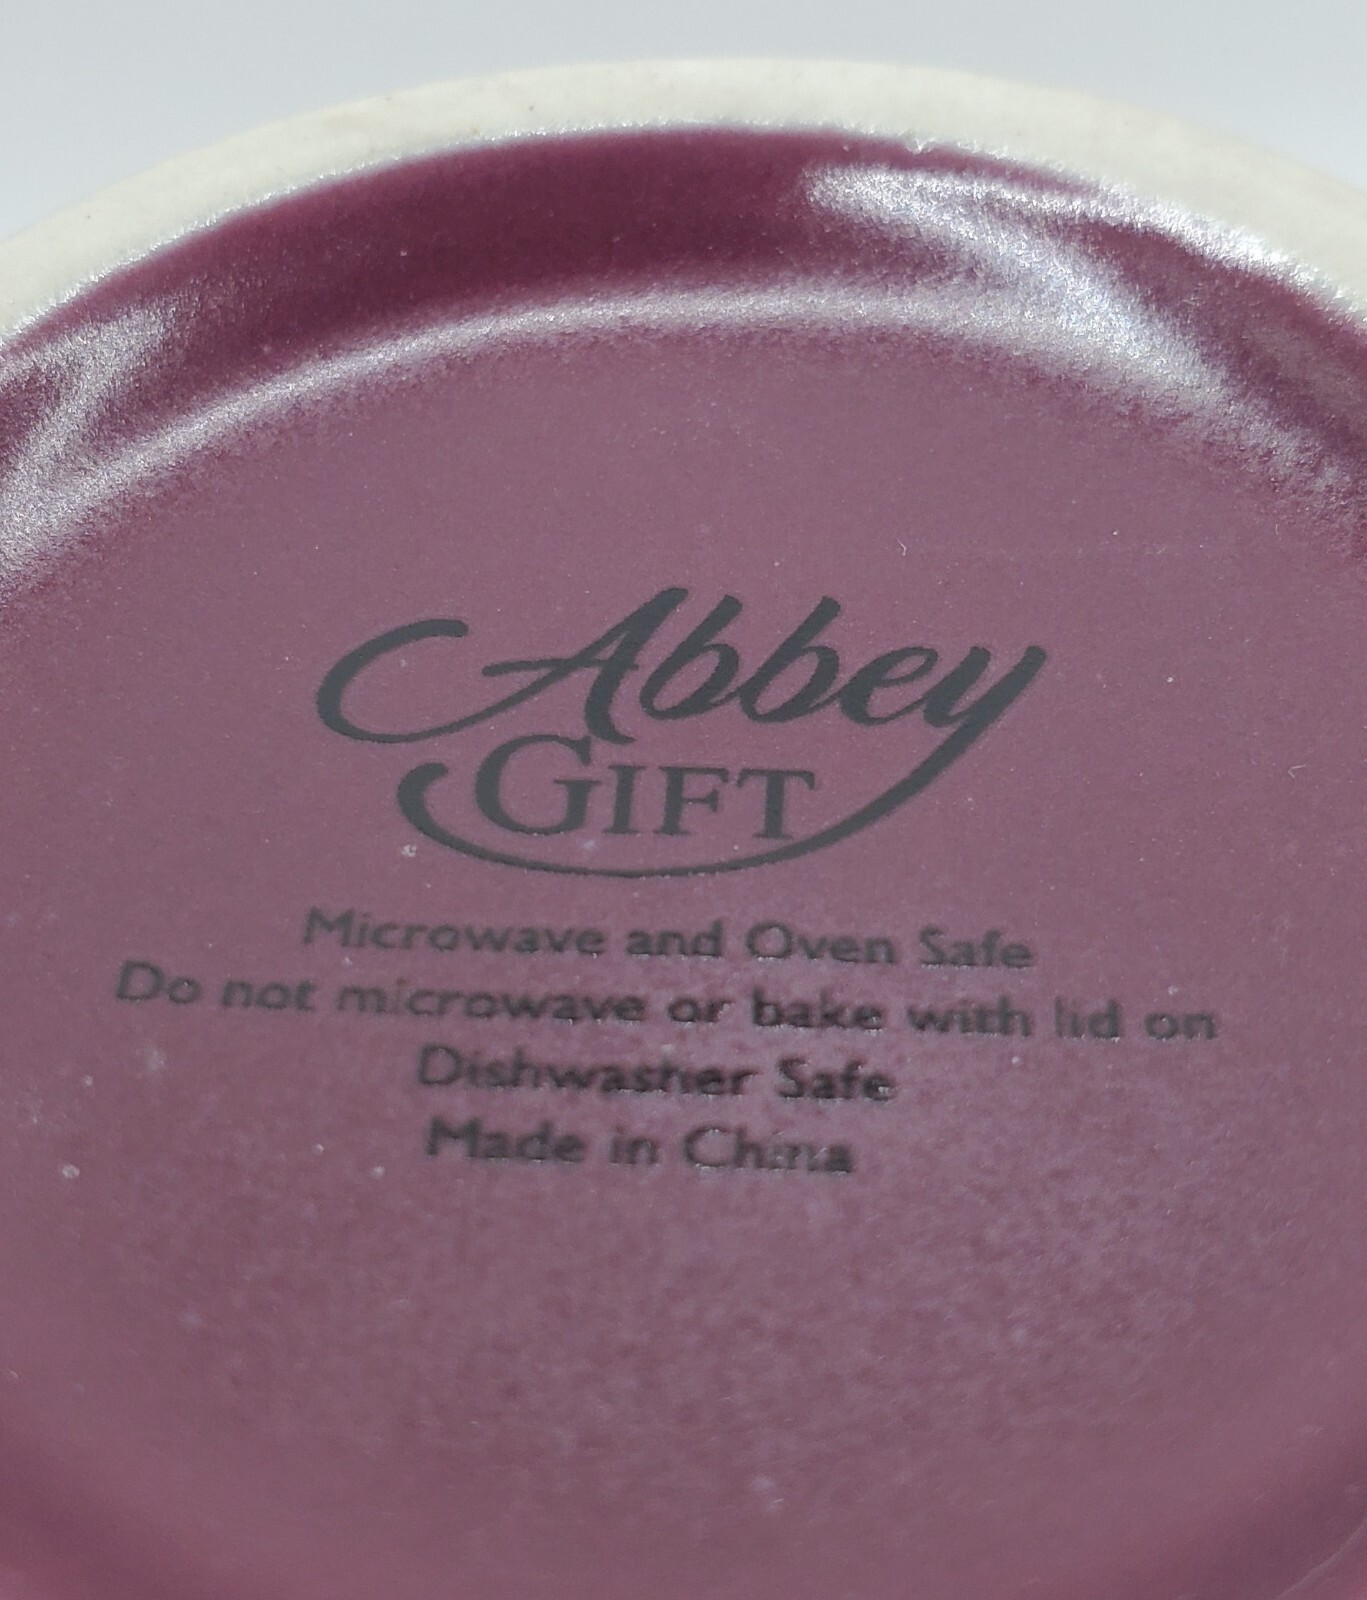 Abbey
GIFT
Microwave and Oven Safe
Do not microwave or bake with lid on
Dishwasher Safe
Made in China